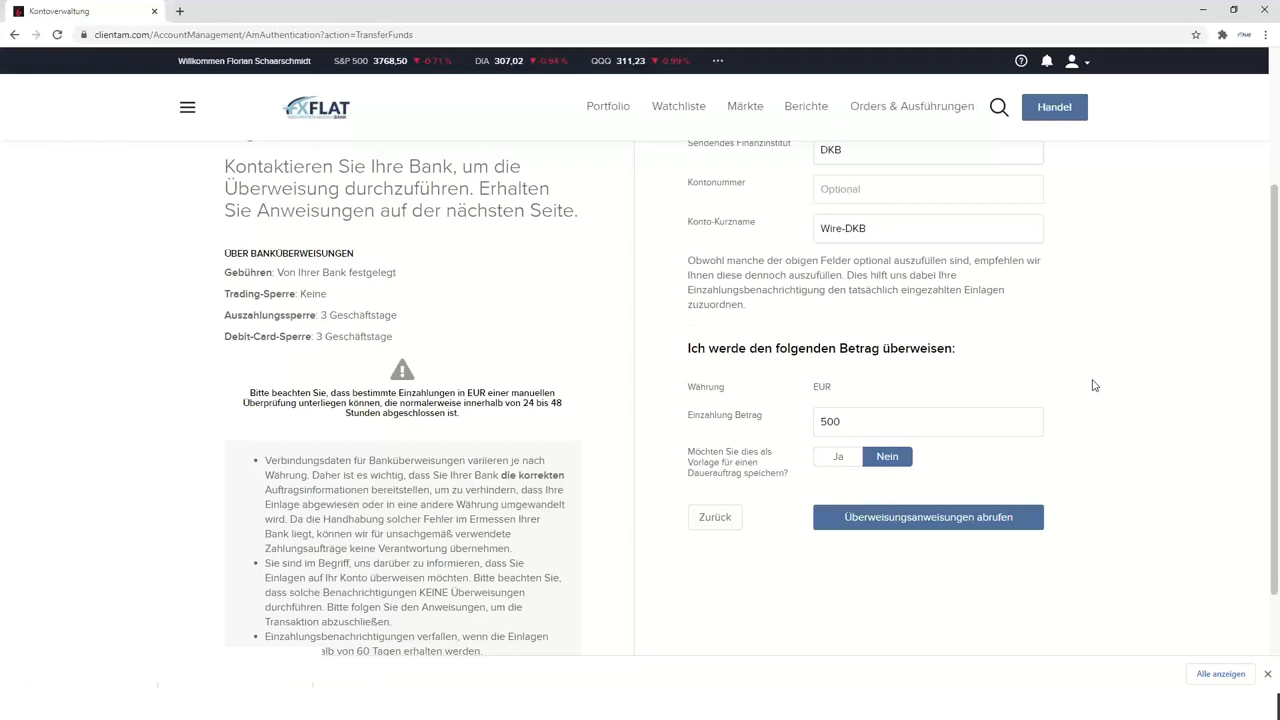 Kontoverwaltung
clientam.com/AccountManagement/AmAuthentication?action=TransferFunds
Willkommen Florian Schaarschmidt S&P 500 3768,50 ▼ -0.71 % DIA 307,02 ▼ -0.94 % QQQ 311,23 ▼ -0.99%
FXFLAT
Portfolio Watchliste Märkte Berichte Orders & Ausführungen Handel
Kontaktieren Sie Ihre Bank, um die
Überweisung durchzuführen. Erhalten
Sie Anweisungen auf der nächsten Seite.
ÜBER BANKÜBERWEISUNGEN
Gebühren: Von Ihrer Bank festgelegt
Trading-Sperre: Keine
Auszahlungssperre: 3 Geschäftstage
Debit-Card-Sperre: 3 Geschäftstage
Bitte beachten Sie, dass bestimmte Einzahlungen in EUR einer manuellen
Überprüfung unterliegen können, die normalerweise innerhalb von 24 bis 48
Stunden abgeschlossen ist.
• Verbindungsdaten für Banküberweisungen variieren je nach
Währung. Daher ist es wichtig, dass Sie Ihrer Bank die korrekten
Auftragsinformationen bereitstellen, um zu verhindern, dass Ihre
Einlage abgewiesen oder in eine andere Währung umgewandelt
wird. Da die Handhabung solcher Fehler im Ermessen Ihrer
Bank liegt, können wir für unsachgemäß verwendete
Zahlungsaufträge keine Verantwortung übernehmen.
• Sie sind im Begriff, uns darüber zu informieren, dass Sie
Einlagen auf Ihr Konto überweisen möchten. Bitte beachten Sie,
dass solche Benachrichtigungen KEINE Überweisungen
durchführen. Bitte folgen Sie den Anweisungen, um die
Transaktion abzuschließen.
• Einzahlungsbenachrichtigungen verfallen, wenn die Einlagen
alb von 60 Tagen erhalten werden.
Sendendes Finanzinstitut
DKB
Kontonummer
Optional
Konto-Kurzname
Wire-DKB
Obwohl manche der obigen Felder optional auszufüllen sind, empfehlen wir
Ihnen diese dennoch auszufüllen. Dies hilft uns dabei Ihre
Einzahlungsbenachrichtigung den tatsächlich eingezahlten Einlagen
zuzuordnen.
Ich werde den folgenden Betrag überweisen:
Währung
EUR
Einzahlung Betrag
500
Möchten Sie dies als
Vorlage für einen
Dauerauftrag speichern?
Ja Nein
Zurück Überweisungsanweisungen abrufen
Alle anzeigen